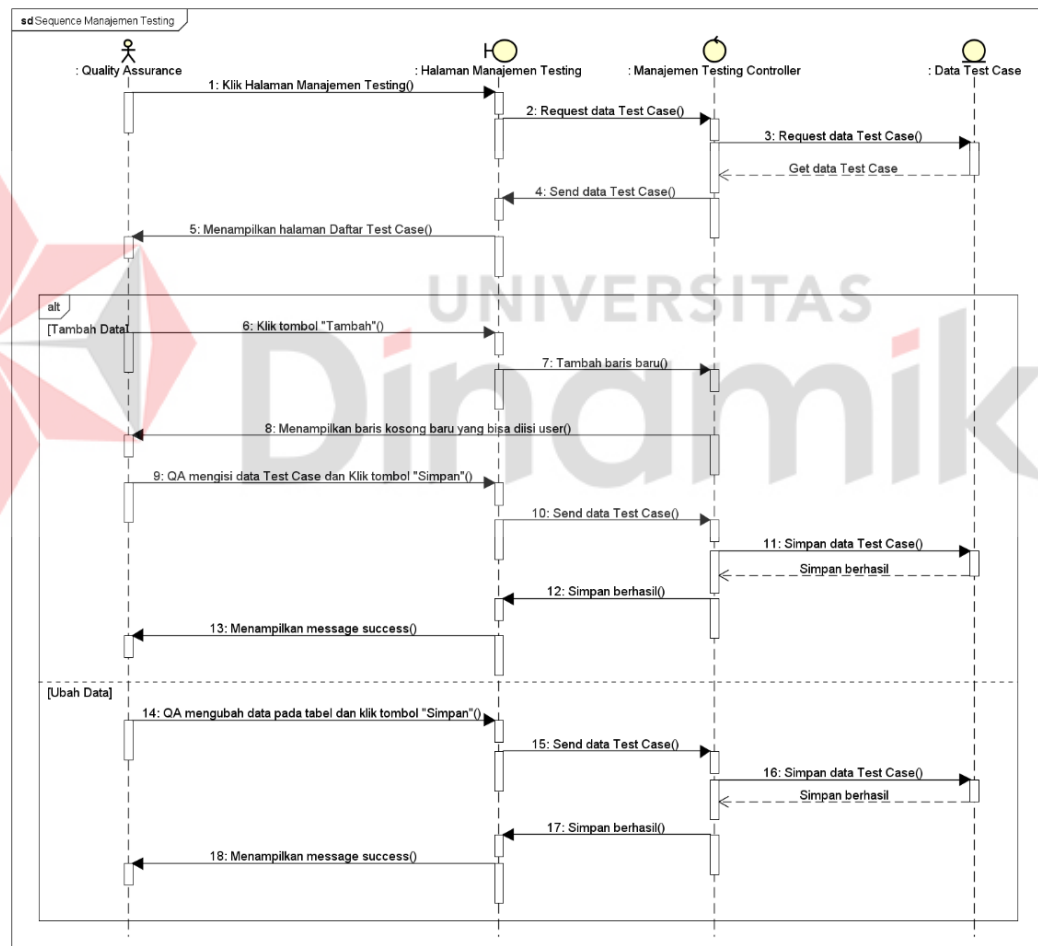 sd Sequence Manajemen Testing
: Quality Assurance
: Halaman Manajemen Testing
: Manajemen Testing Controller
: Data Test Case
1: Klik Halaman Manajemen Testing()
2: Request data Test Case()
3: Request data Test Case()
Get data Test Case
4: Send data Test Case()
5: Menampilkan halaman Daftar Test Case()
UNIVERSITAS
Dinamik
alt
[Tambah Data]
6: Klik tombol "Tambah"()
7: Tambah baris baru()
8: Menampilkan baris kosong baru yang bisa diisi user()
9: QA mengisi data Test Case dan Klik tombol "Simpan"()
10: Send data Test Case()
11: Simpan data Test Case()
Simpan berhasil
12: Simpan berhasil()
13: Menampilkan message success()
[Ubah Data]
14: QA mengubah data pada tabel dan klik tombol "Simpan"()
15: Send data Test Case()
16: Simpan data Test Case()
Simpan berhasil
17: Simpan berhasil()
18: Menampilkan message success()